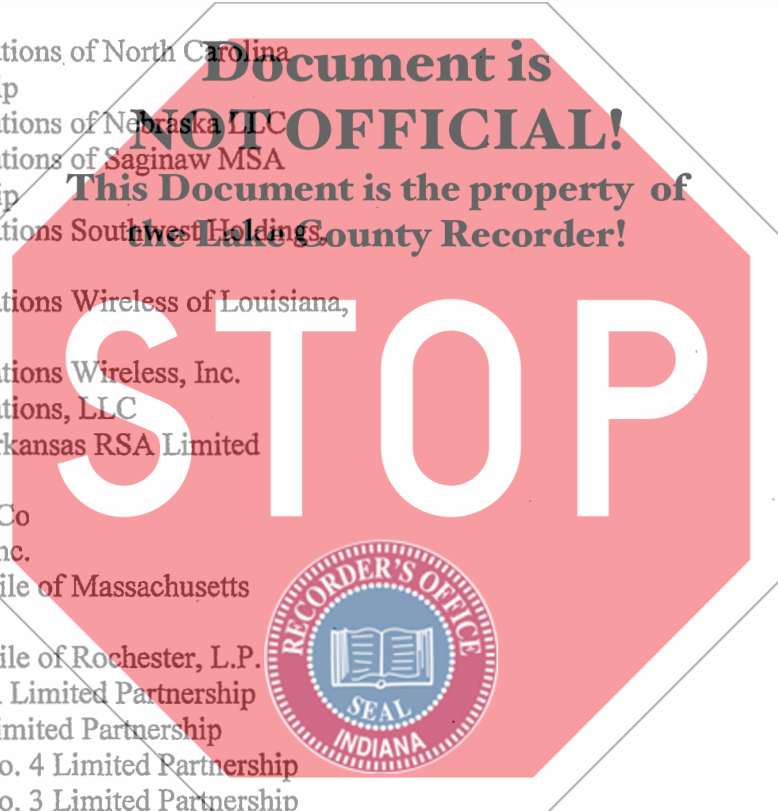 tions of North Carolina
ip
tions of Nebraska LLC
tions of Saginaw MSA
ip
tions Southwest Holdings,
tions Wireless of Louisiana,
tions Wireless, Inc.
tions, LLC
rkansas RSA Limited
Co
nc.
ile of Massachusetts
ile of Rochester, L.P.
Limited Partnership
imited Partnership
o. 4 Limited Partnership
o. 3 Limited Partnership
Document is
NOT OFFICIAL!
This Document is the property of
the Lake County Recorder!
STOP
RECORDER'S OFFICE
SEAL
INDIANA